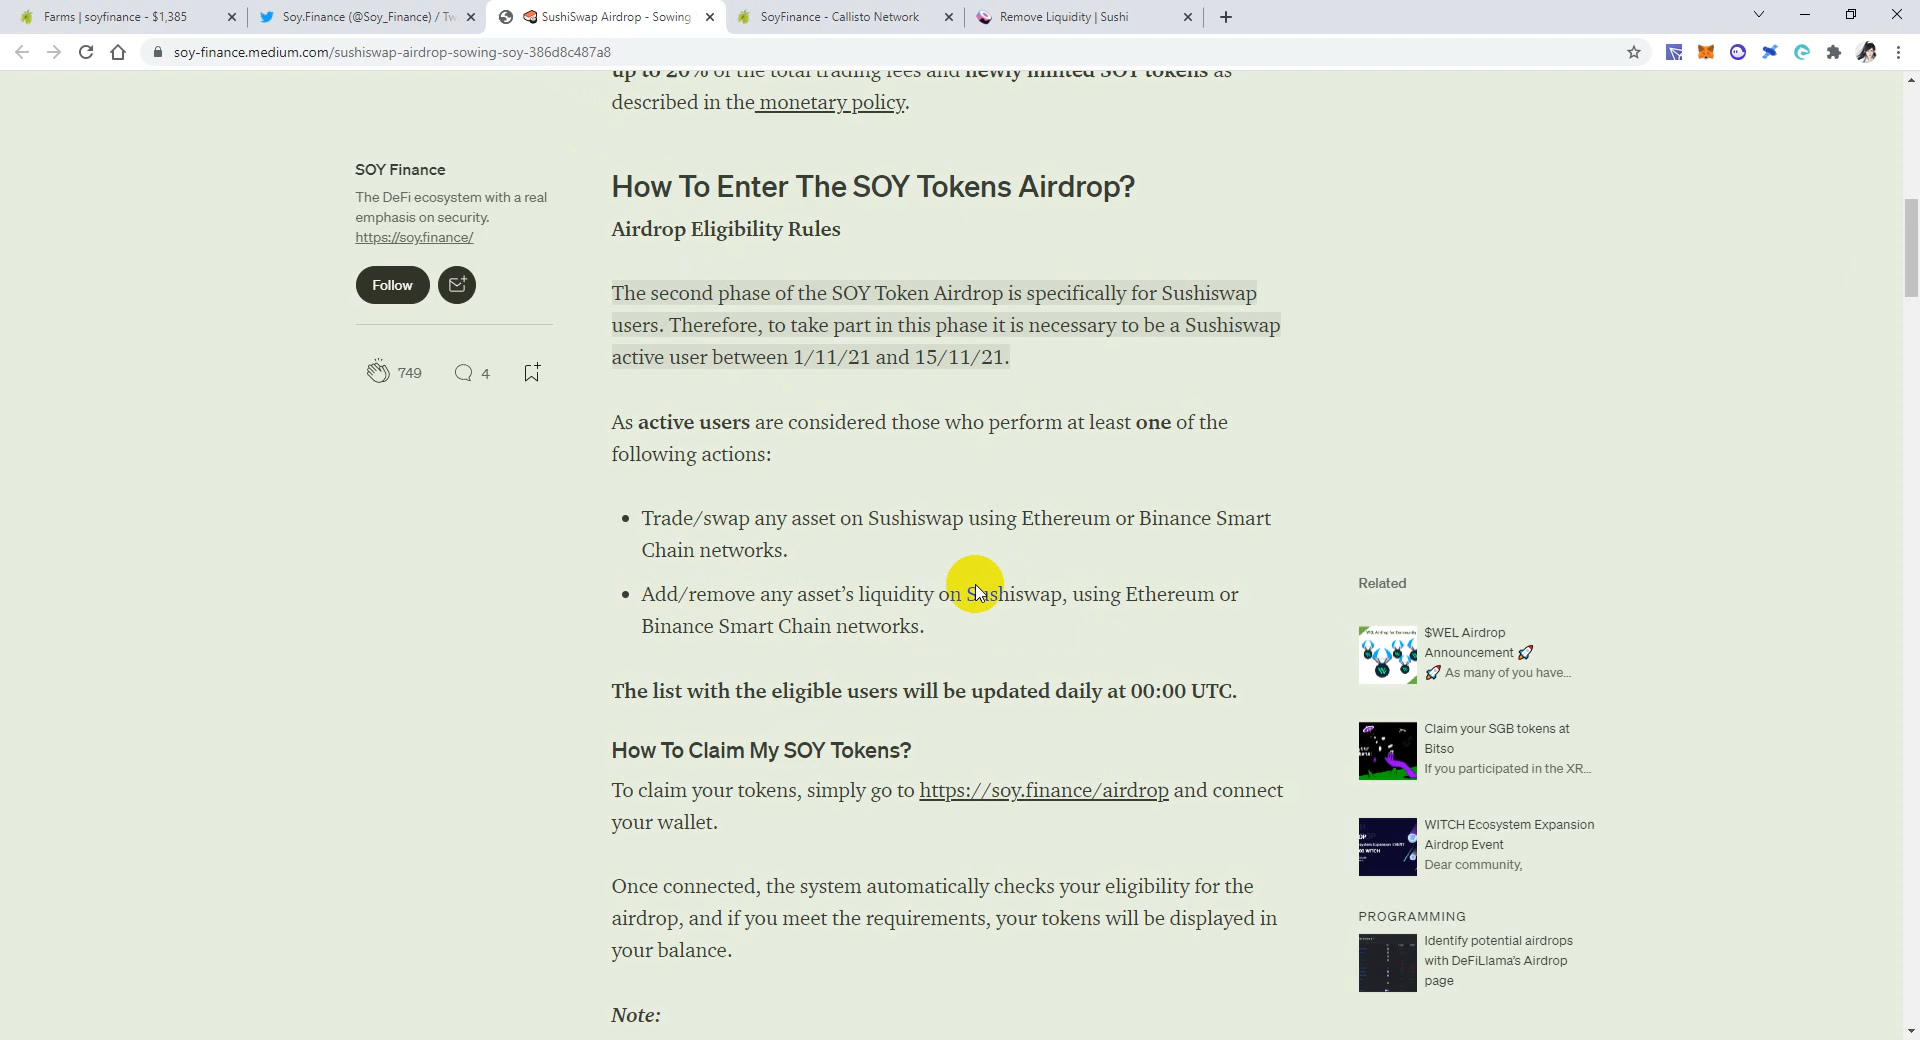 Farms | soyfinance - $1,385
Soy.Finance (@Soy_Finance) / Tw
SushiSwap Airdrop - Sowing
SoyFinance - Callisto Network
Remove Liquidity | Sushi
soy-finance.medium.com/sushiswap-airdrop-sowing-soy-386d8c487a8
up to 20% of the total trading fees and newly minted SOY tokens as
described in the monetary policy.
SOY Finance
The DeFi ecosystem with a real
emphasis on security.
https://soy.finance/
Follow
749
4
How To Enter The SOY Tokens Airdrop?
Airdrop Eligibility Rules
The second phase of the SOY Token Airdrop is specifically for Sushiswap
users. Therefore, to take part in this phase it is necessary to be a Sushiswap
active user between 1/11/21 and 15/11/21.
As active users are considered those who perform at least one of the
following actions:
• Trade/swap any asset on Sushiswap using Ethereum or Binance Smart
Chain networks.
• Add/remove any asset’s liquidity on Sushiswap, using Ethereum or
Binance Smart Chain networks.
The list with the eligible users will be updated daily at 00:00 UTC.
How To Claim My SOY Tokens?
To claim your tokens, simply go to https://soy.finance/airdrop and connect
your wallet.
Once connected, the system automatically checks your eligibility for the
airdrop, and if you meet the requirements, your tokens will be displayed in
your balance.
Note:
Related
$WEL Airdrop
Announcement 🚀
🚀 As many of you have...
Claim your SGB tokens at
Bitso
If you participated in the XR...
WITCH Ecosystem Expansion
Airdrop Event
Dear community,
PROGRAMMING
Identify potential airdrops
with DeFiLlama’s Airdrop
page